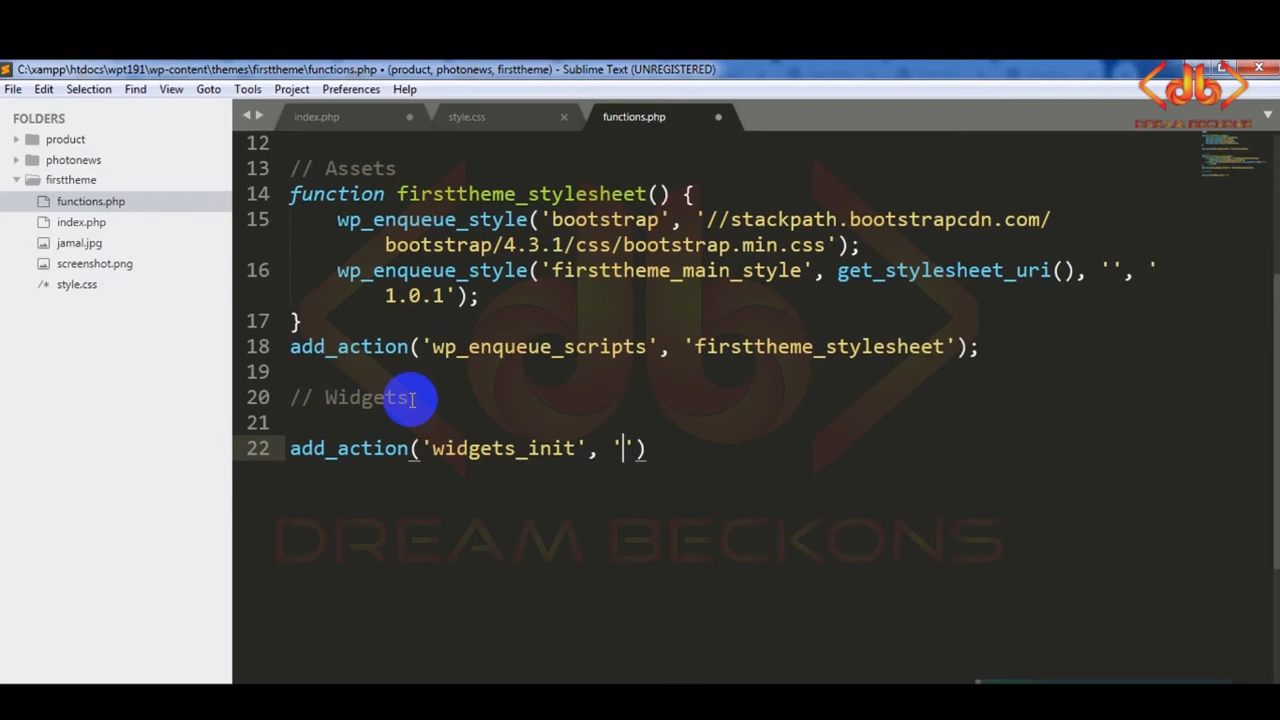 C:\xampp\htdocs\wpt191\wp-content\themes\firsttheme\functions.php • (product, photonews, firsttheme) - Sublime Text (UNREGISTERED)
File Edit Selection Find View Goto Tools Project Preferences Help
DREAM BECKONS
FOLDERS
product
photonews
firsttheme
functions.php
index.php
jamal.jpg
screenshot.png
/* style.css
index.php
style.css
functions.php
12
13 // Assets
14 function firsttheme_stylesheet() {
15 wp_enqueue_style('bootstrap', '//stackpath.bootstrapcdn.com/
bootstrap/4.3.1/css/bootstrap.min.css');
16 wp_enqueue_style('firsttheme_main_style', get_stylesheet_uri(), '', '
1.0.1');
17 }
18 add_action('wp_enqueue_scripts', 'firsttheme_stylesheet');
19
20 // Widgets
21
22 add_action('widgets_init', '')
DREAM BECKONS